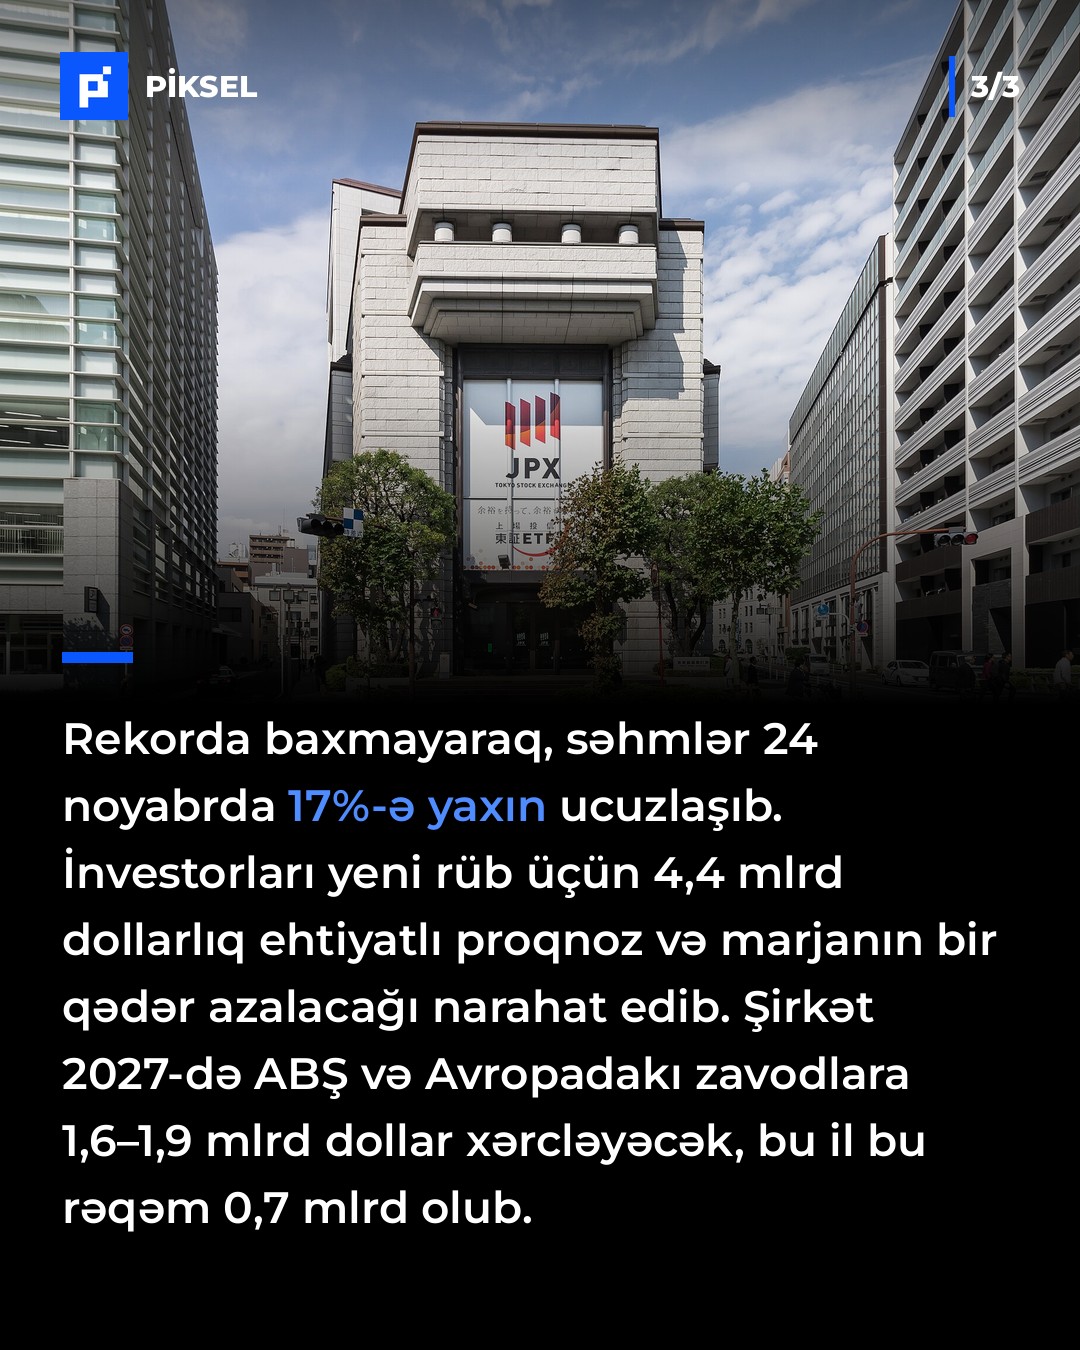 PİKSEL
3/3
JPX
TOKYO STOCK EXCHANGE
東証ETF
Rekorda baxmayaraq, səhmlər 24
noyabrda 17%-ə yaxın ucuzlaşıb.
İnvestorları yeni rüb üçün 4,4 mlrd
dollarlıq ehtiyatlı proqnoz və marjanın bir
qədər azalacağı narahat edib. Şirkət
2027-də ABŞ və Avropadakı zavodlara
1,6–1,9 mlrd dollar xərcləyəcək, bu il bu
rəqəm 0,7 mlrd olub.